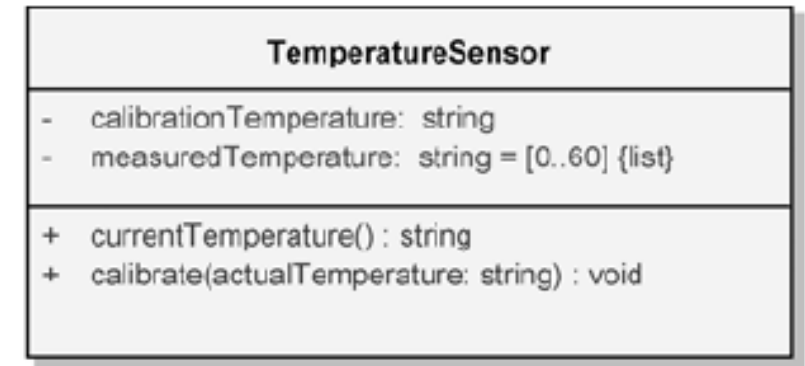 TemperatureSensor
- calibrationTemperature: string
- measuredTemperature: string = [0..60] {list}
+ currentTemperature() : string
+ calibrate(actualTemperature: string) : void